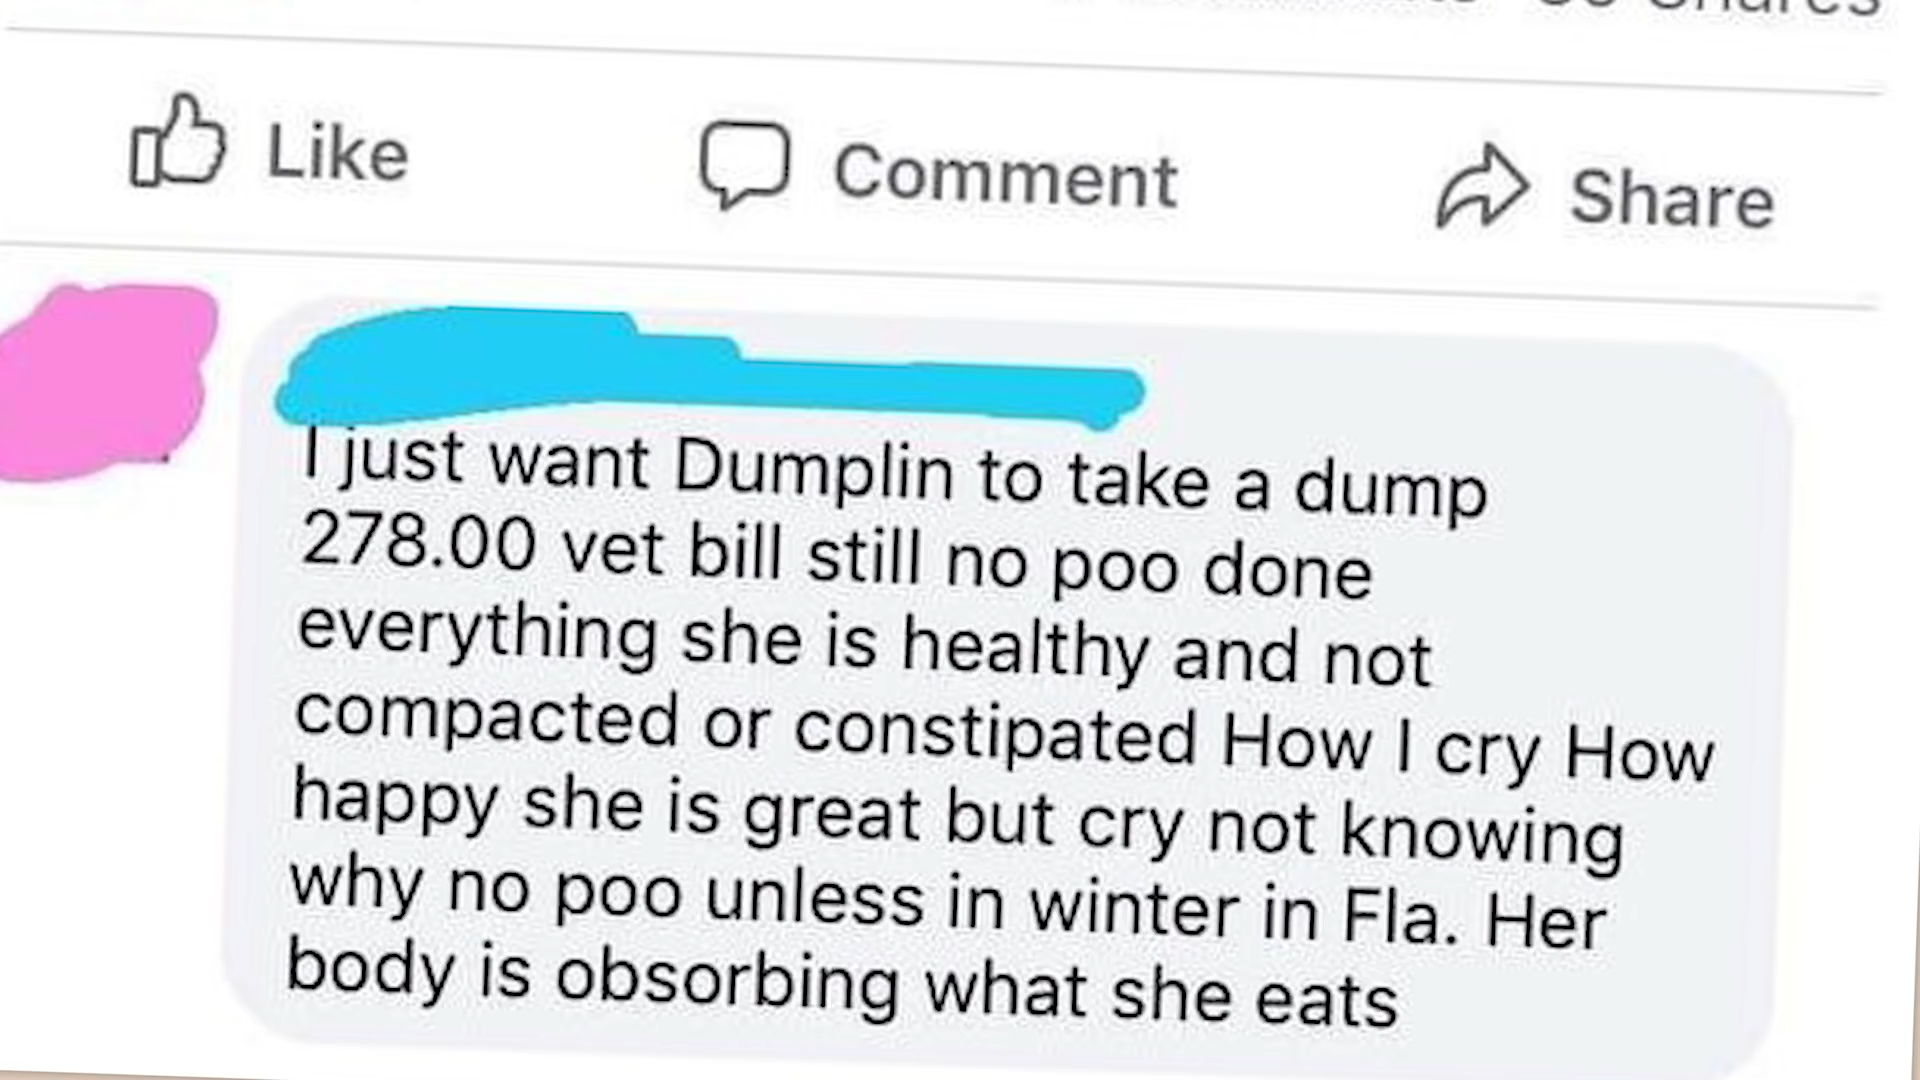 Shares
Like Comment Share
I just want Dumplin to take a dump
278.00 vet bill still no poo done
everything she is healthy and not
compacted or constipated How I cry How
happy she is great but cry not knowing
why no poo unless in winter in Fla. Her
body is obsorbing what she eats